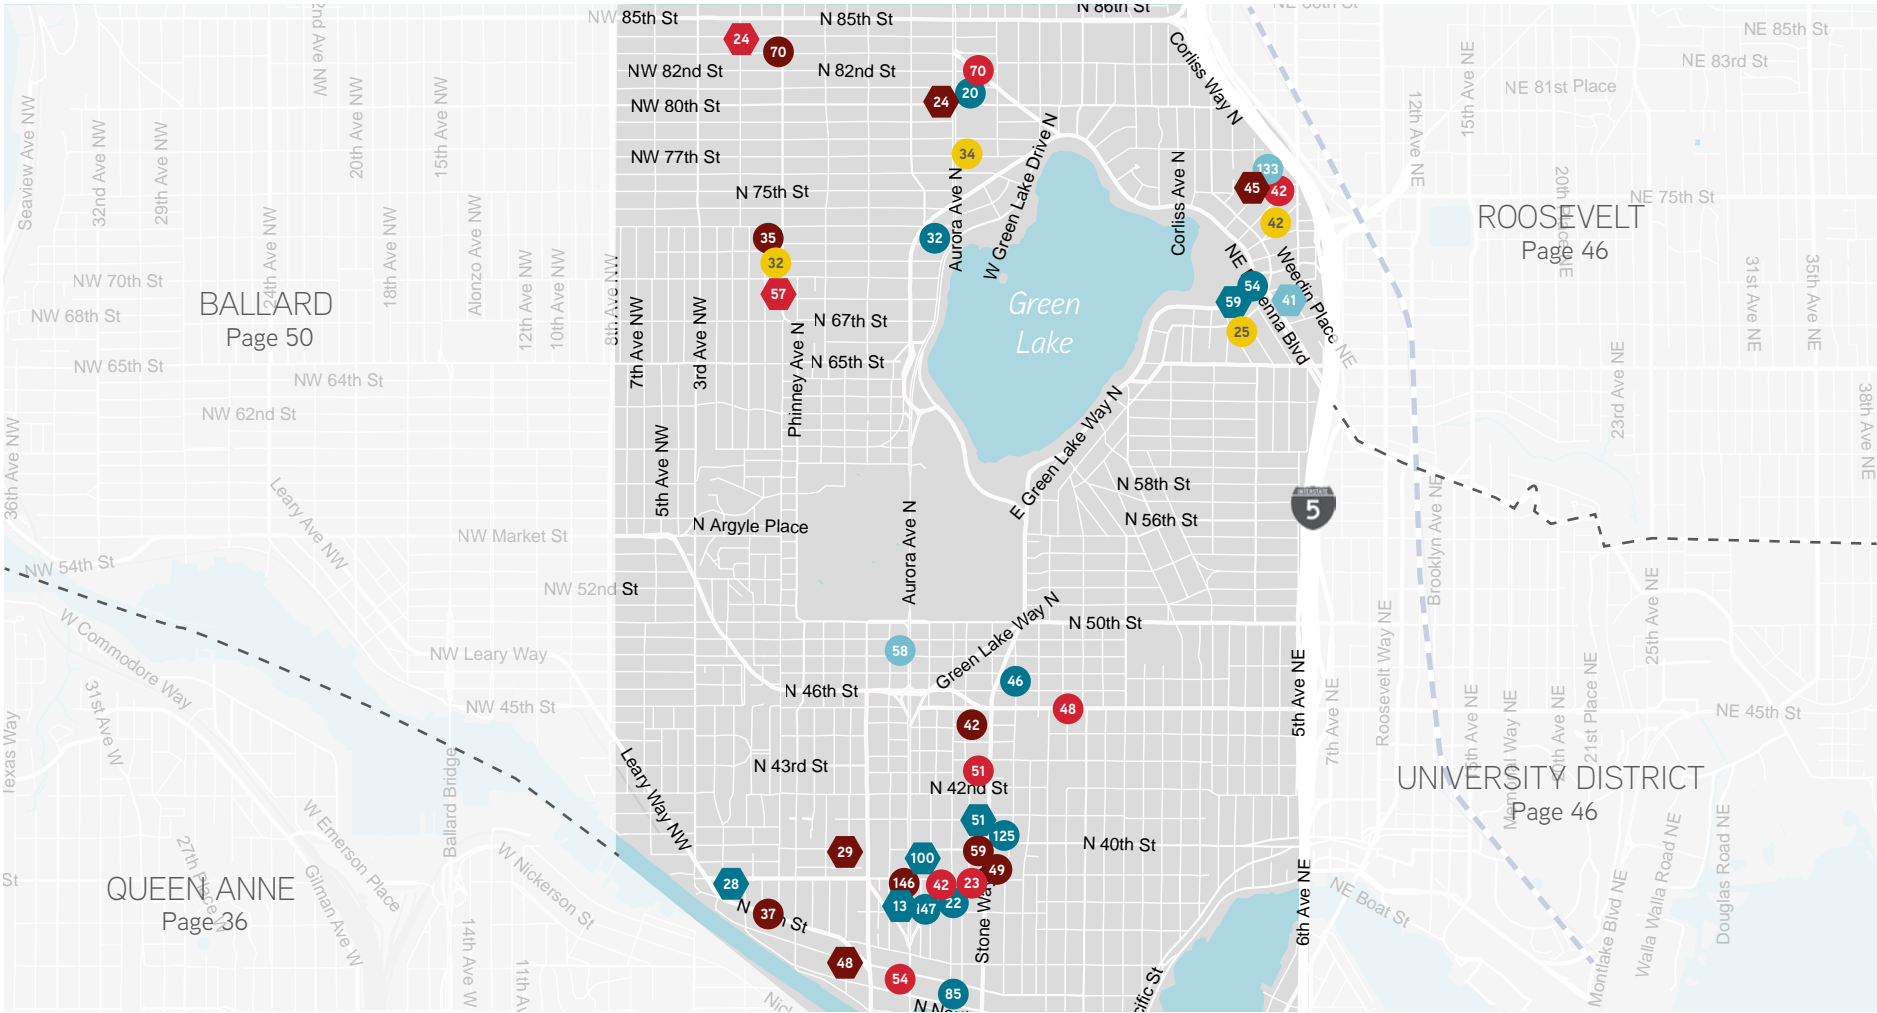 NW 85th St
N 85th St
N 86th St
NE 85th St
NE 83rd St
NW 82nd St
N 82nd St
NW 80th St
NE 81st Place
NW 77th St
N 75th St
NE 75th St
Seaview Ave NW
32nd Ave NW
29th Ave NW
20th Ave NW
15th Ave NW
24th Ave NW
18th Ave NW
Alonzo Ave NW
12th Ave NW
10th Ave NW
8th Ave NW
7th Ave NW
3rd Ave NW
5th Ave NW
Phinney Ave N
Aurora Ave N
W Green Lake Drive N
Corliss Way N
Corliss Ave N
Weedin Place NE
12th Ave NE
15th Ave NE
31st Ave NE
35th Ave NE
23rd Ave NE
38th Ave NE
36th Ave NW
ROOSEVELT
Page 46
BALLARD
Page 50
NW 70th St
NW 68th St
NW 65th St
NW 64th St
NW 62nd St
N 67th St
N 65th St
Green
Lake
E Green Lake Way N
N 58th St
N 56th St
INTERSTATE
5
N Argyle Place
NW Market St
Leary Ave NW
NW 54th St
NW 52nd St
Aurora Ave N
Brooklyn Ave NE
25th Ave NE
N 50th St
Green Lake Way N
W Commodore Way
NW Leary Way
N 46th St
NW 45th St
NE 45th St
5th Ave NE
7th Ave NE
Roosevelt Way NE
21st Place NE
31st Ave W
Texas Way
N 43rd St
N 42nd St
N 40th St
Leary Way NW
Ballard Bridge
UNIVERSITY DISTRICT
Page 46
QUEEN ANNE
Page 36
W Emerson Place
Gilman Ave W
W Nickerson St
14th Ave W
6th Ave NE
NE Boat St
Montlake Blvd NE
Walla Walla Road NE
Douglas Road NE
24
70
70
20
24
34
133
45
42
42
35
32
57
32
54
59
41
25
58
46
48
42
51
51
125
59
49
29
100
146
42
23
13
147
22
28
37
48
54
85